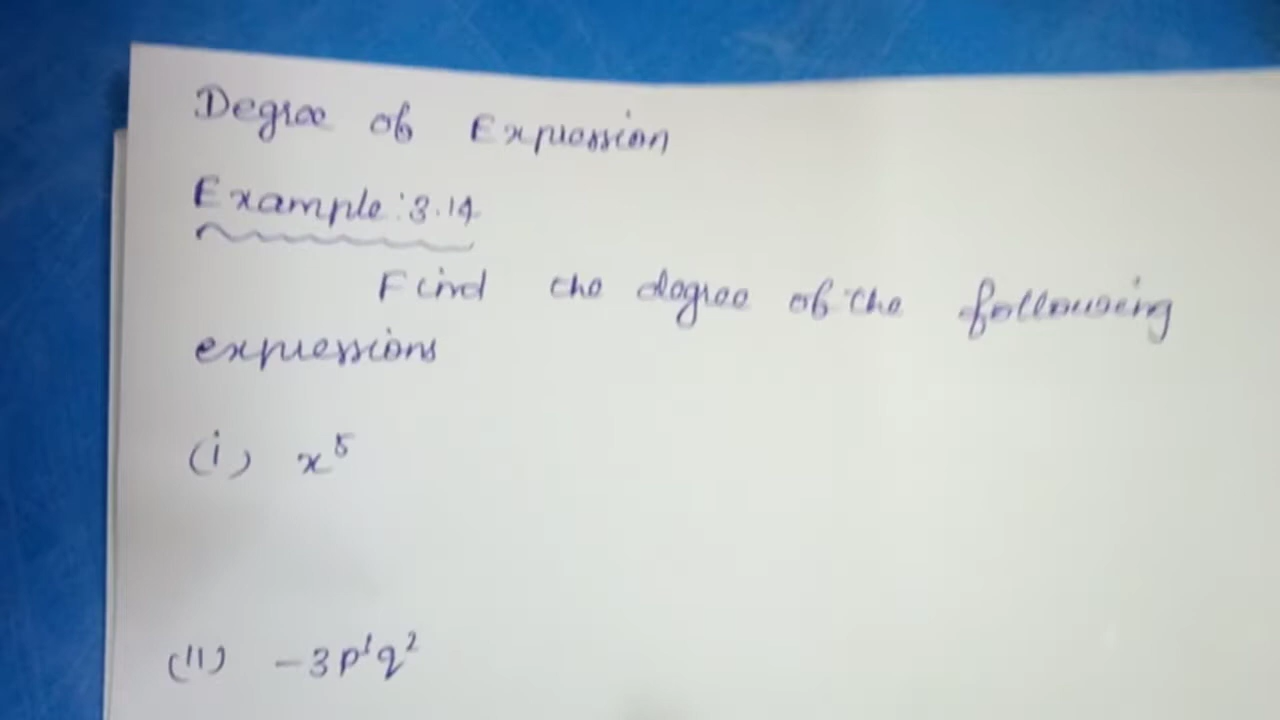 Degree of Expression
Example: 3.14
Find the degree of the following
expressions
(i) x⁵
(ii) -3p¹q²